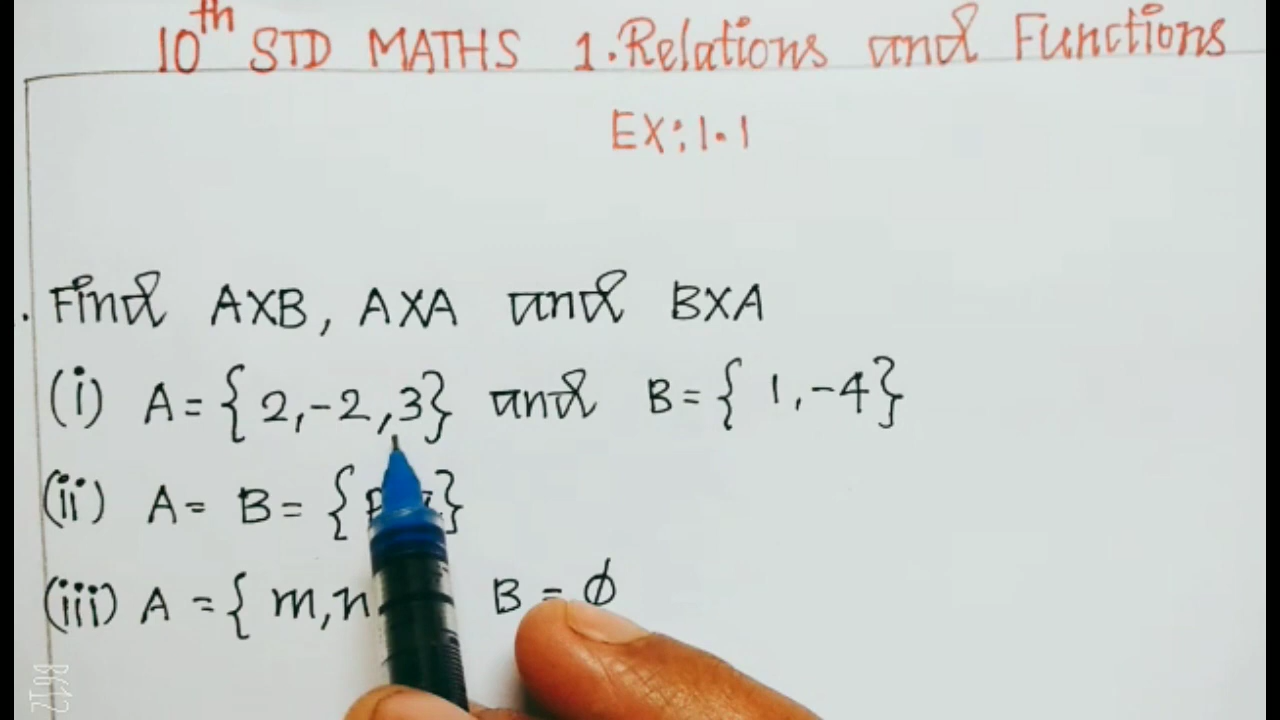 10th STD MATHS 1.Relations and Functions
EX:1.1
. Find AXB, AXA and BXA
(i) A={2,-2,3} and B={ 1,-4}
(ii) A= B={ }
(iii) A={ m,n B=ϕ
B612